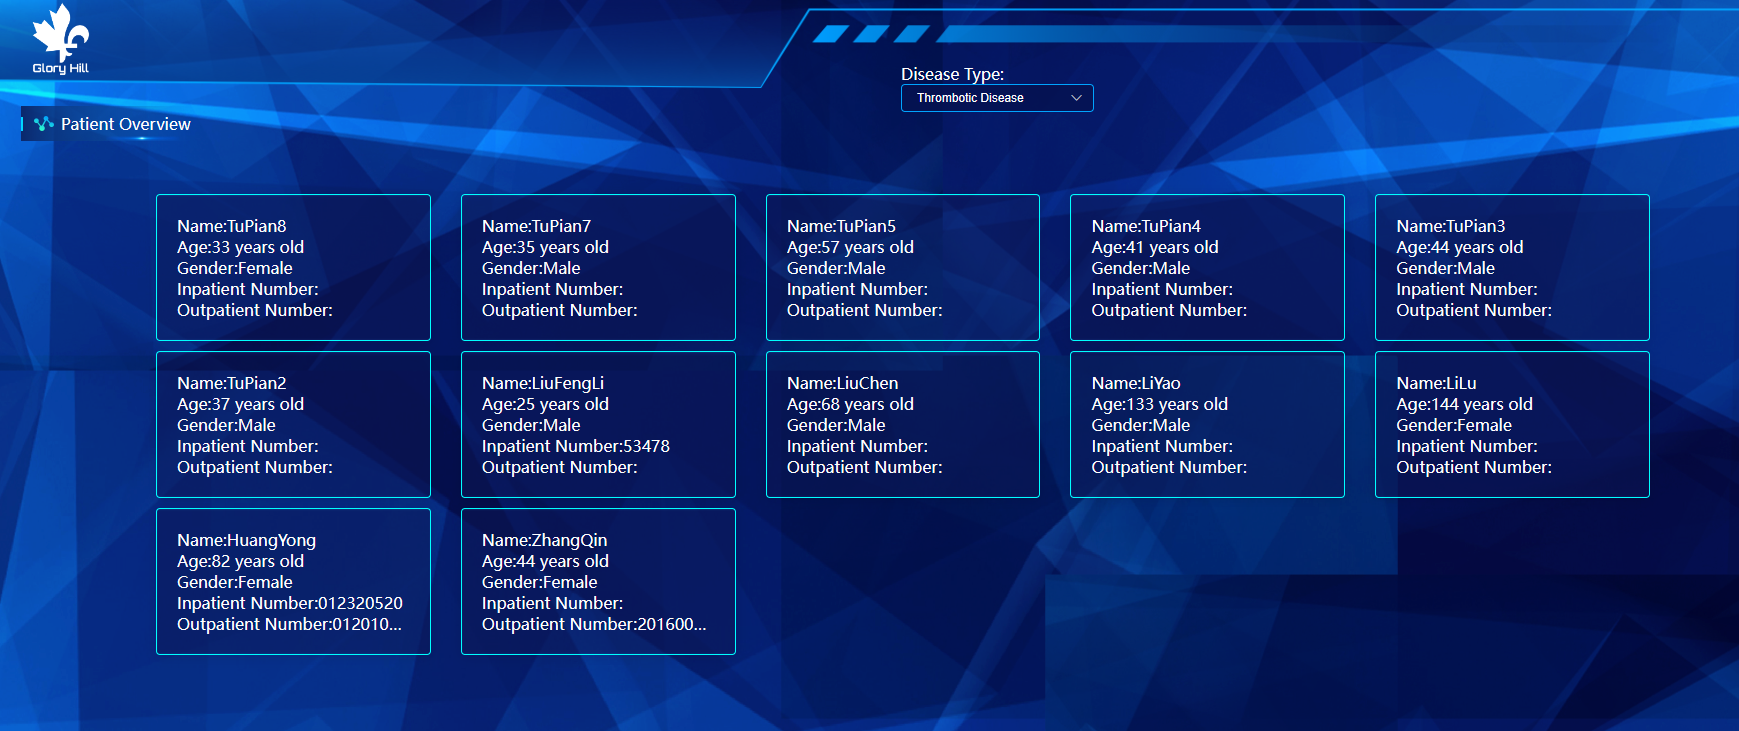 Glory Hill
Disease Type:
Thrombotic Disease
Patient Overview
Name:TuPian8
Age:33 years old
Gender:Female
Inpatient Number:
Outpatient Number:
Name:TuPian7
Age:35 years old
Gender:Male
Inpatient Number:
Outpatient Number:
Name:TuPian5
Age:57 years old
Gender:Male
Inpatient Number:
Outpatient Number:
Name:TuPian4
Age:41 years old
Gender:Male
Inpatient Number:
Outpatient Number:
Name:TuPian3
Age:44 years old
Gender:Male
Inpatient Number:
Outpatient Number:
Name:TuPian2
Age:37 years old
Gender:Male
Inpatient Number:
Outpatient Number:
Name:LiuFengLi
Age:25 years old
Gender:Male
Inpatient Number:53478
Outpatient Number:
Name:LiuChen
Age:68 years old
Gender:Male
Inpatient Number:
Outpatient Number:
Name:LiYao
Age:133 years old
Gender:Male
Inpatient Number:
Outpatient Number:
Name:LiLu
Age:144 years old
Gender:Female
Inpatient Number:
Outpatient Number:
Name:HuangYong
Age:82 years old
Gender:Female
Inpatient Number:012320520
Outpatient Number:012010...
Name:ZhangQin
Age:44 years old
Gender:Female
Inpatient Number:
Outpatient Number:201600...